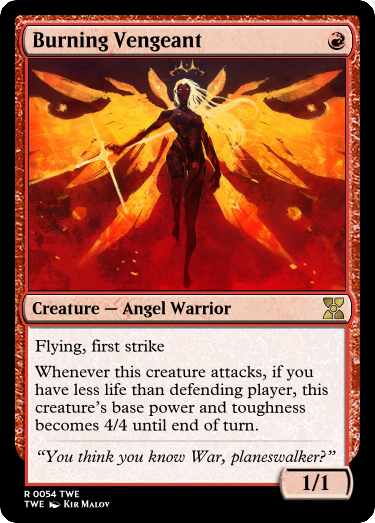 Burning Vengeant
Creature — Angel Warrior
Flying, first strike
Whenever this creature attacks, if you
have less life than defending player, this
creature's base power and toughness
becomes 4/4 until end of turn.
“You think you know War, planeswalker?”
1/1
R 0054 TWE
TWE Kir Malov